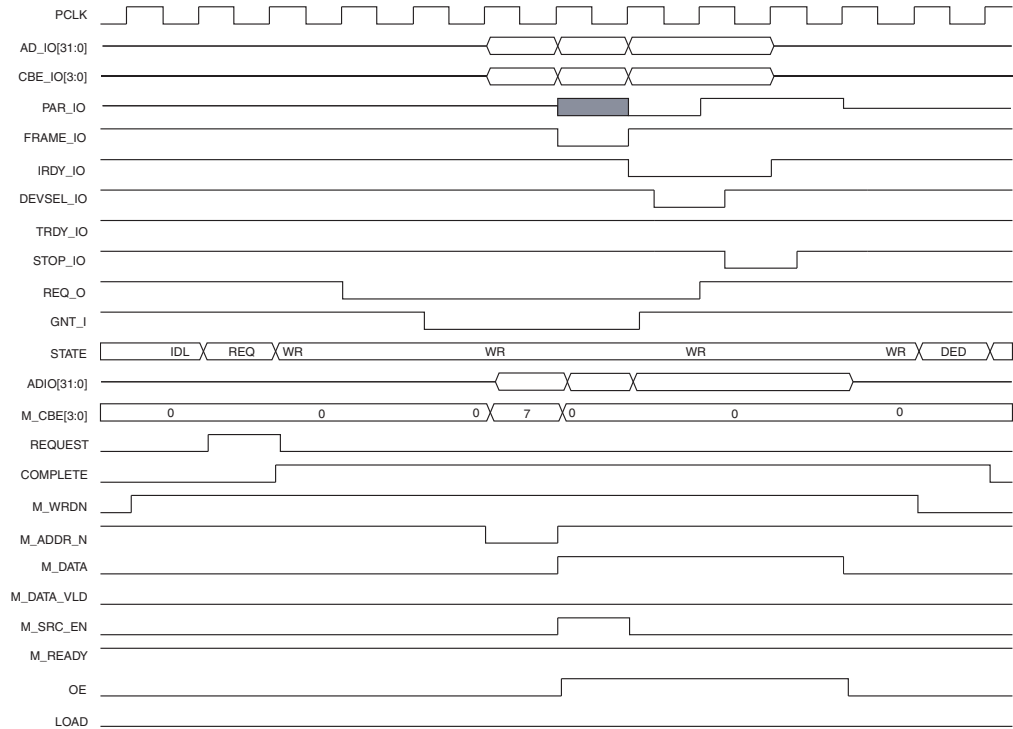 PCLK
AD_IO[31:0]
CBE_IO[3:0]
PAR_IO
FRAME_IO
IRDY_IO
DEVSEL_IO
TRDY_IO
STOP_IO
REQ_O
GNT_I
STATE IDL REQ WR WR WR WR DED
ADIO[31:0]
M_CBE[3:0] 0 0 0 7 0 0 0
REQUEST
COMPLETE
M_WRDN
M_ADDR_N
M_DATA
M_DATA_VLD
M_SRC_EN
M_READY
OE
LOAD